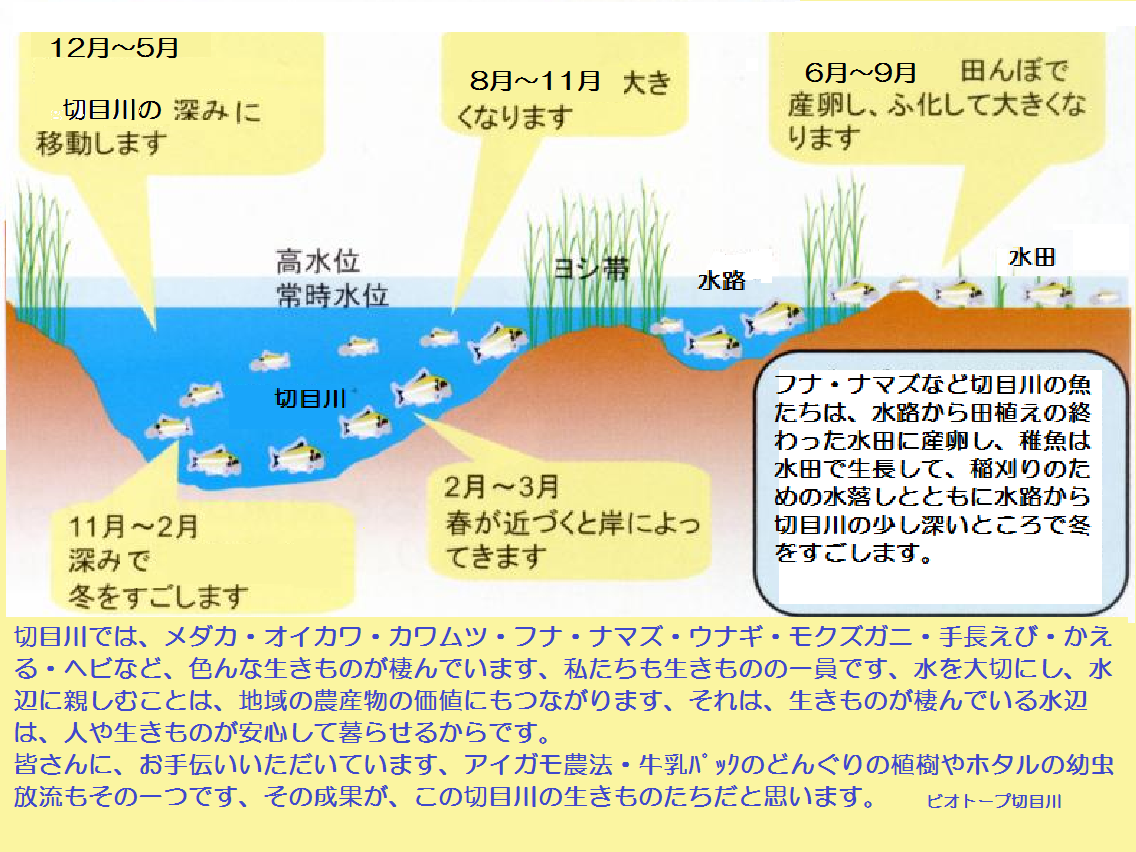 12月～5月
切目川の 深みに
移動します
8月～11月 大き
くなります
6月～9月 田んぼで
産卵し、ふ化して大きくな
ります
高水位
常時水位
ヨシ帯
水路
水田
切目川
11月～2月
深みで
冬をすごします
2月～3月
春が近づくと岸によっ
てきます
フナ・ナマズなど切目川の魚
たちは、水路から田植えの終
わった水田に産卵し、稚魚は
水田で生長して、稲刈りのた
めの水落しとともに水路から
切目川の少し深いところで冬
をすごします。
切目川では、メダカ・オイカワ・カワムツ・フナ・ナマズ・ウナギ・モクズガニ・手長えび・かえ
る・ヘビなど、色んな生きものが棲んでいます、私たちも生きものの一員です、水を大切にし、水
辺に親しむことは、地域の農産物の価値にもつながります、それは、生きものが棲んでいる水辺
は、人や生きものが安心して暮らせるからです。
皆さんに、お手伝いいただいています、アイガモ農法・牛乳ﾊﾟｯｸのどんぐりの植樹やホタルの幼虫
放流もその一つです、その成果が、この切目川の生きものたちだと思います。 ビオトープ切目川